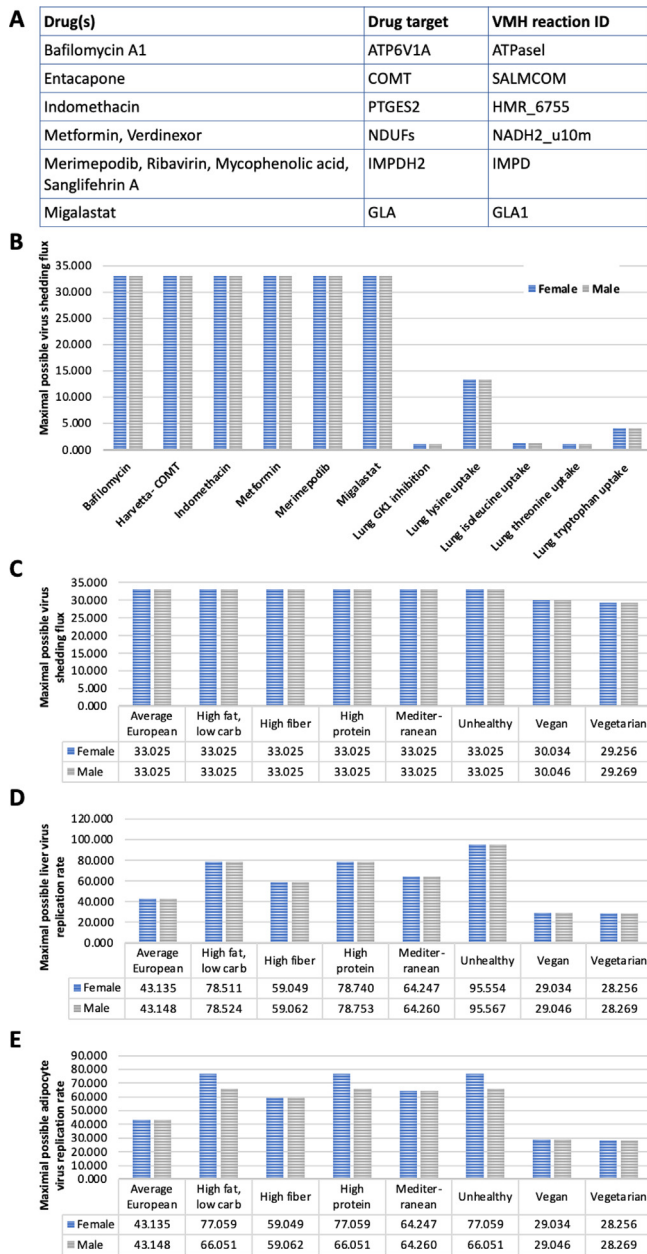 A
Drug(s) Drug target VMH reaction ID
Bafilomycin A1 ATP6V1A ATPasel
Entacapone COMT SALMCOM
Indomethacin PTGES2 HMR_6755
Metformin, Verdinexor NDUFs NADH2_u10m
Merimepodib, Ribavirin, Mycophenolic acid, IMPDH2 IMPD
Sanglifehrin A
Migalastat GLA GLA1
B
Maximal possible virus shedding flux
35.000
30.000
25.000
20.000
15.000
10.000
5.000
0.000
Female Male
Bafilomycin
Harvetta- COMT
Indomethacin
Metformin
Merimepodib
Migalastat
Lung GK1 inhibition
Lung lysine uptake
Lung isoleucine uptake
Lung threonine uptake
Lung tryptophan uptake
C
Maximal possible virus
shedding flux
35.000
30.000
25.000
20.000
15.000
10.000
5.000
0.000
Average High fat, High fiber High Mediter- Unhealthy Vegan Vegetarian
European low carb protein ranean
Female 33.025 33.025 33.025 33.025 33.025 33.025 30.034 29.256
Male 33.025 33.025 33.025 33.025 33.025 33.025 30.046 29.269
D
Maximal possible liver virus
replication rate
120.000
100.000
80.000
60.000
40.000
20.000
0.000
Average High fat, High fiber High Mediter- Unhealthy Vegan Vegetarian
European low carb protein ranean
Female 43.135 78.511 59.049 78.740 64.247 95.554 29.034 28.256
Male 43.148 78.524 59.062 78.753 64.260 95.567 29.046 28.269
E
Maximial possible adipocyte
virus replication rate
90.000
80.000
70.000
60.000
50.000
40.000
30.000
20.000
10.000
0.000
Average High fat, High fiber High Mediter- Unhealthy Vegan Vegetarian
European low carb protein ranean
Female 43.135 77.059 59.049 77.059 64.247 77.059 29.034 28.256
Male 43.148 66.051 59.062 66.051 64.260 66.051 29.046 28.269